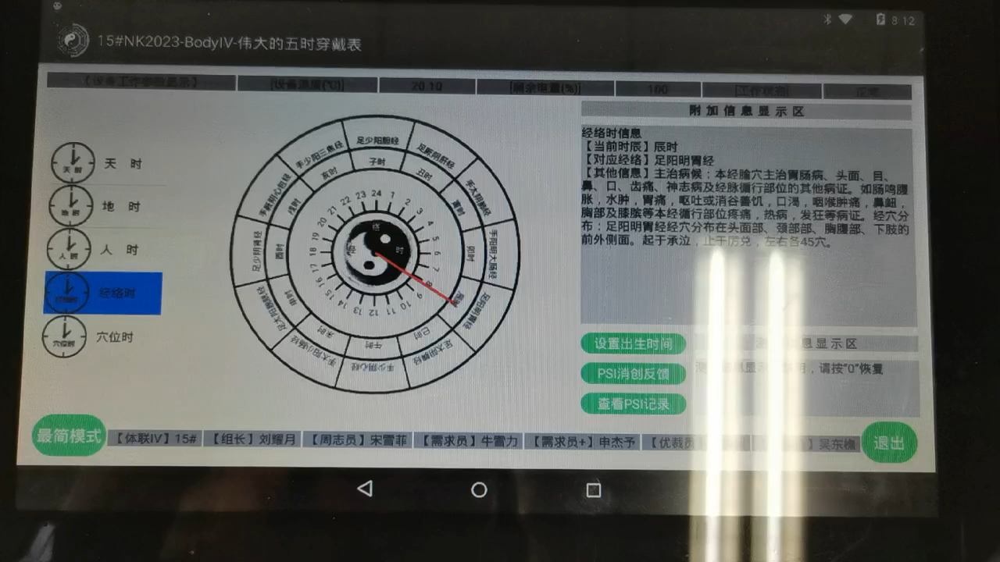 8:12
15#NK2023-BodyIV-伟大的五时穿戴表
【设备工作参数显示】 [设备温度(℃)] 20.10 [剩余电量(%)] 100 [工作状态] 正常
附加信息显示区
经络时信息
【当前时辰】辰时
【对应经络】足阳明胃经
【其他信息】主治病候：本经腧穴主治胃肠病、头面、目、
鼻、口、齿痛、神志病及经脉循行部位的其他病证。如肠鸣腹
胀，水肿，胃痛，呕吐或消谷善饥，口渴，咽喉肿痛，鼻衄，
胸部及膝髌等本经循行部位疼痛，热病，发狂等病证。经穴分
布：足阳明胃经经穴分布在头面部、颈部部、胸腹部、下肢的
前外侧面。起于承泣，止于厉兑，左右各45穴。
天时 天时
地时 地时
人时 人时
经络时
穴位时 穴位时
足少阳胆经
足厥阴肝经
手太阴肺经
手阳明大肠经
足阳明胃经
足太阴脾经
手少阴心经
手太阳小肠经
足太阳膀胱经
足少阴肾经
手厥阴心包经
手少阳三焦经
子时
丑时
寅时
卯时
辰时
巳时
午时
未时
申时
酉时
戌时
亥时
24 1 2 3 4 5 6 7 8 9 10 11 12 13 14 15 16 17 18 19 20 21 22 23
络
时
设置出生时间
PSI消创反馈
查看PSI记录
息显示区
，请按“0”恢复
最简模式
【体联IV】15# 【组长】刘耀月 【周志员】宋雪菲 【需求员】牛雷力 【需求员+】申杰予 【优裁员 吴东樵
退出